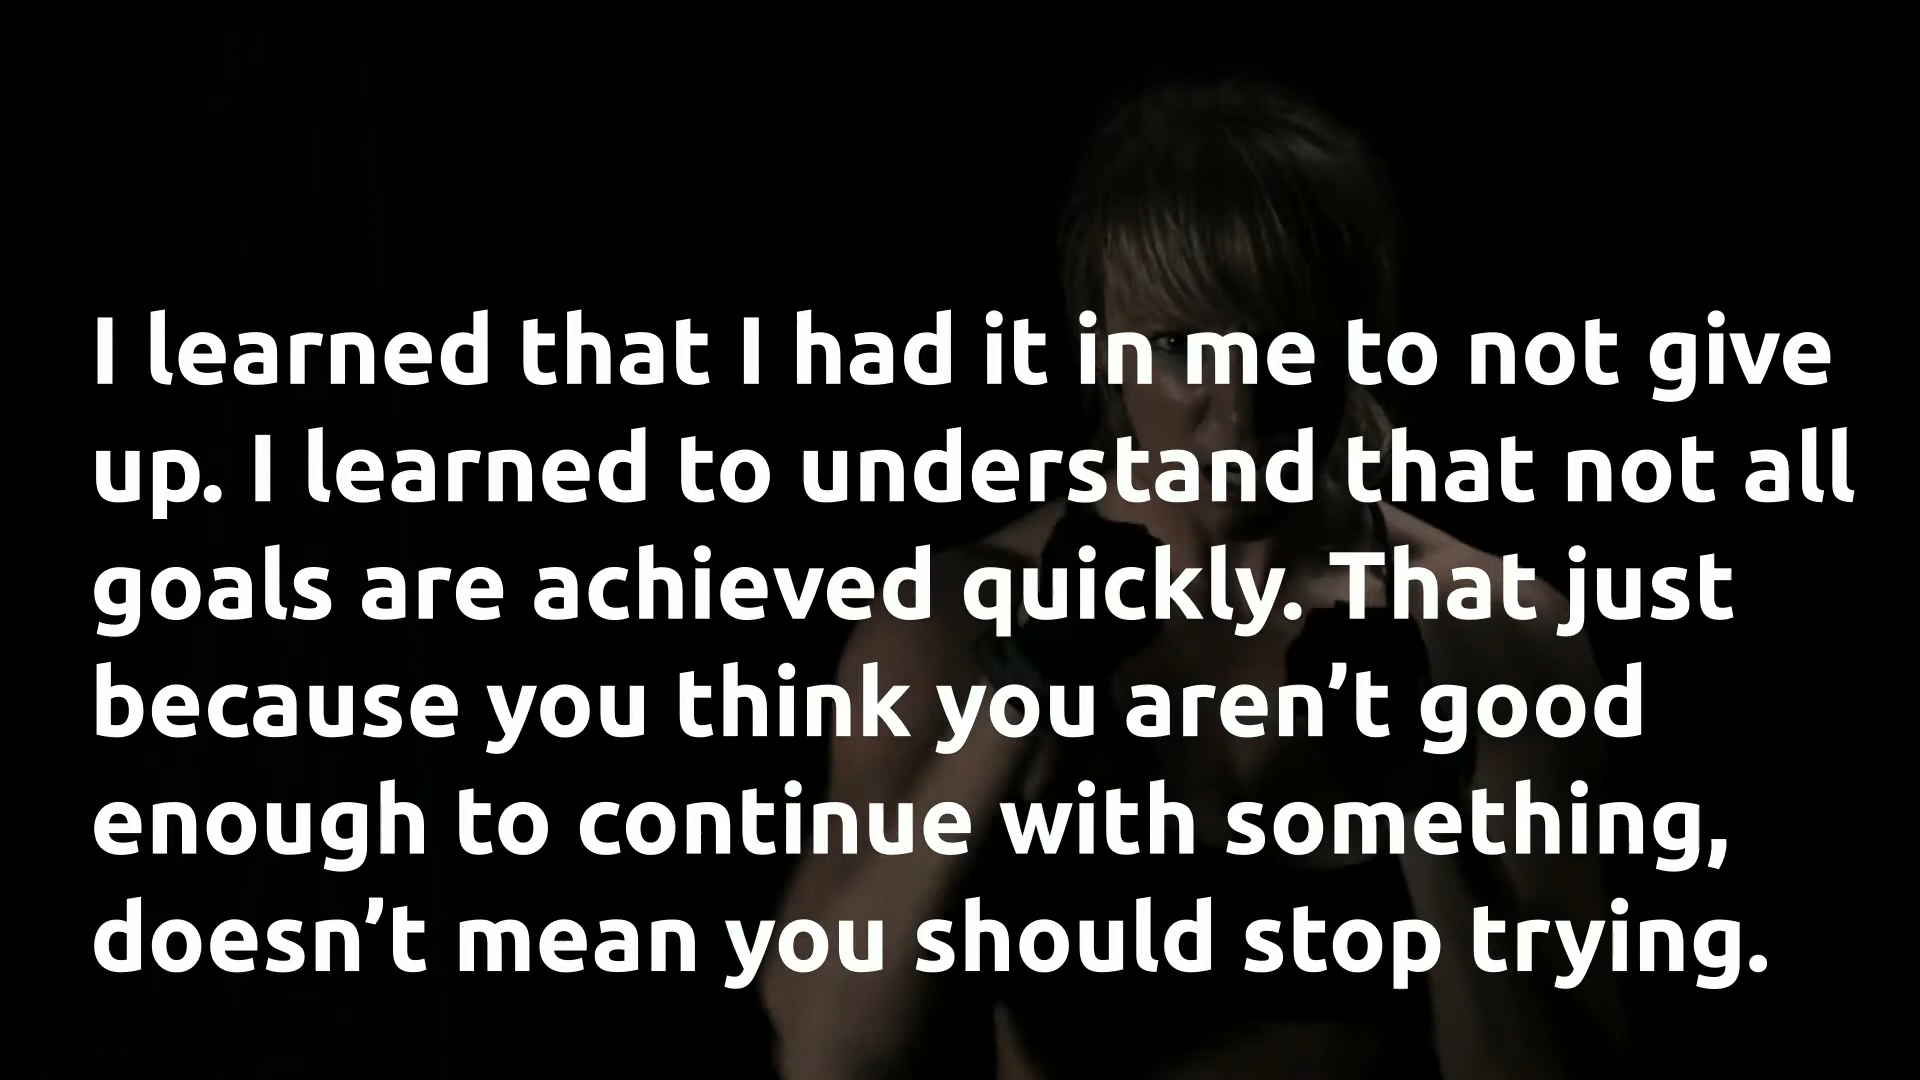 I learned that I had it in me to not give
up. I learned to understand that not all
goals are achieved quickly. That just
because you think you aren’t good
enough to continue with something,
doesn’t mean you should stop trying.